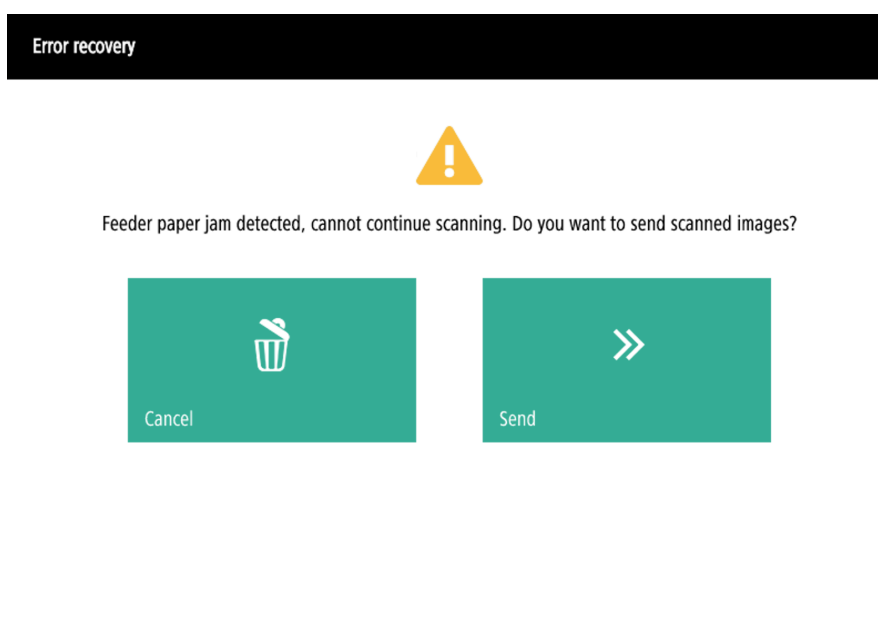 Error recovery
Feeder paper jam detected, cannot continue scanning. Do you want to send scanned images?
Cancel
Send